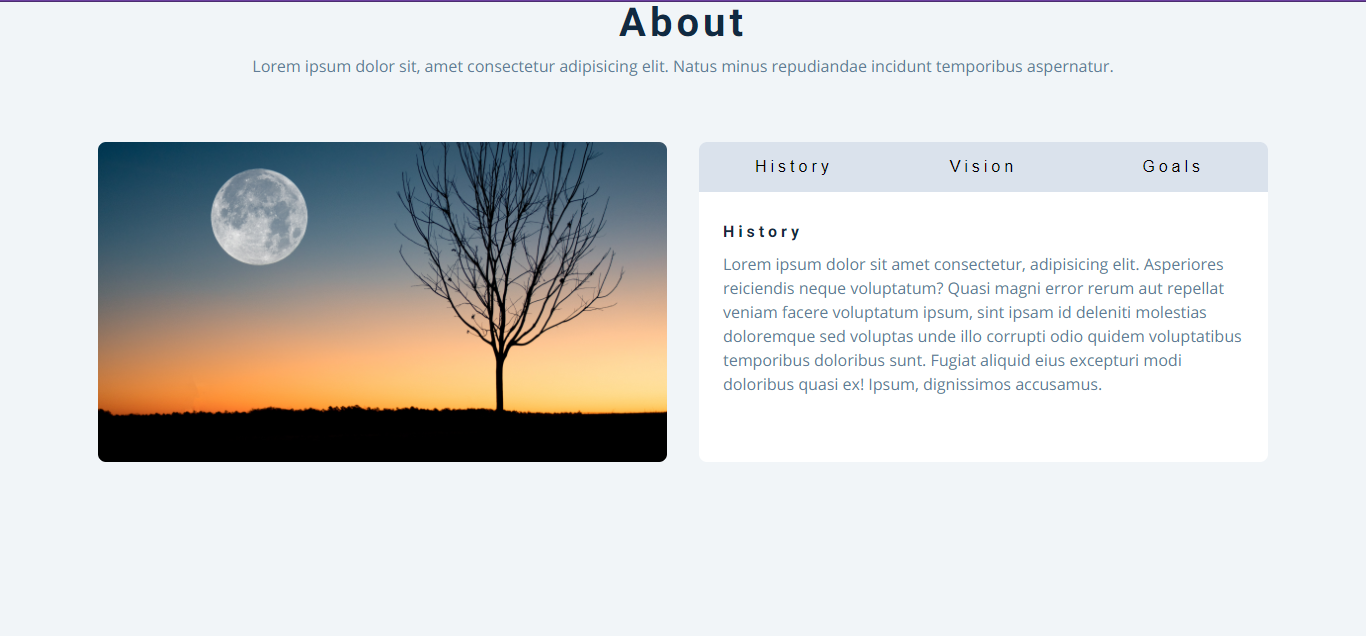 About
Lorem ipsum dolor sit, amet consectetur adipisicing elit. Natus minus repudiandae incidunt temporibus aspernatur.
History Vision Goals
History
Lorem ipsum dolor sit amet consectetur, adipisicing elit. Asperiores
reiciendis neque voluptatum? Quasi magni error rerum aut repellat
veniam facere voluptatum ipsum, sint ipsam id deleniti molestias
doloremque sed voluptas unde illo corrupti odio quidem voluptatibus
temporibus doloribus sunt. Fugiat aliquid eius excepturi modi
doloribus quasi ex! Ipsum, dignissimos accusamus.